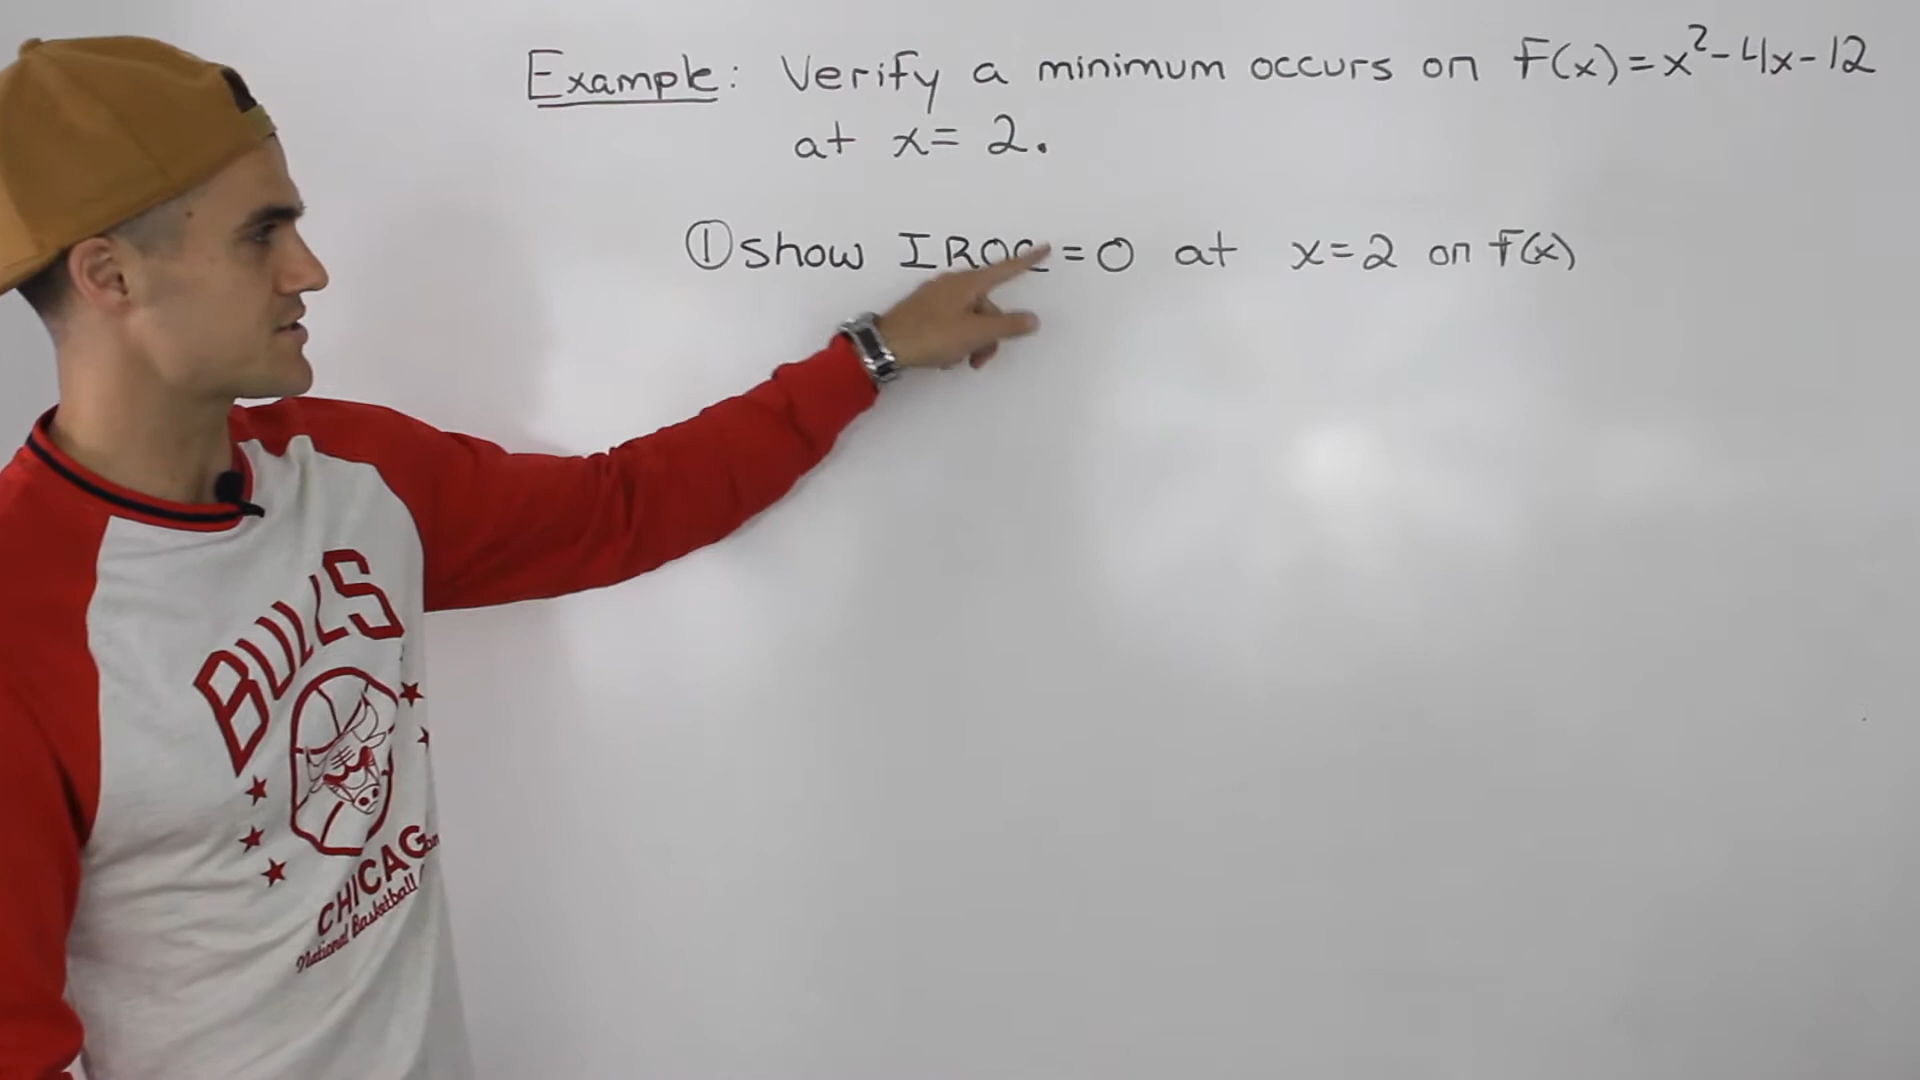 Example: Verify a minimum occurs on f(x)=x²-4x-12
at x=2.
① show IROC=0 at x=2 on f(x)
BULLS
CHICAG
National Basketball